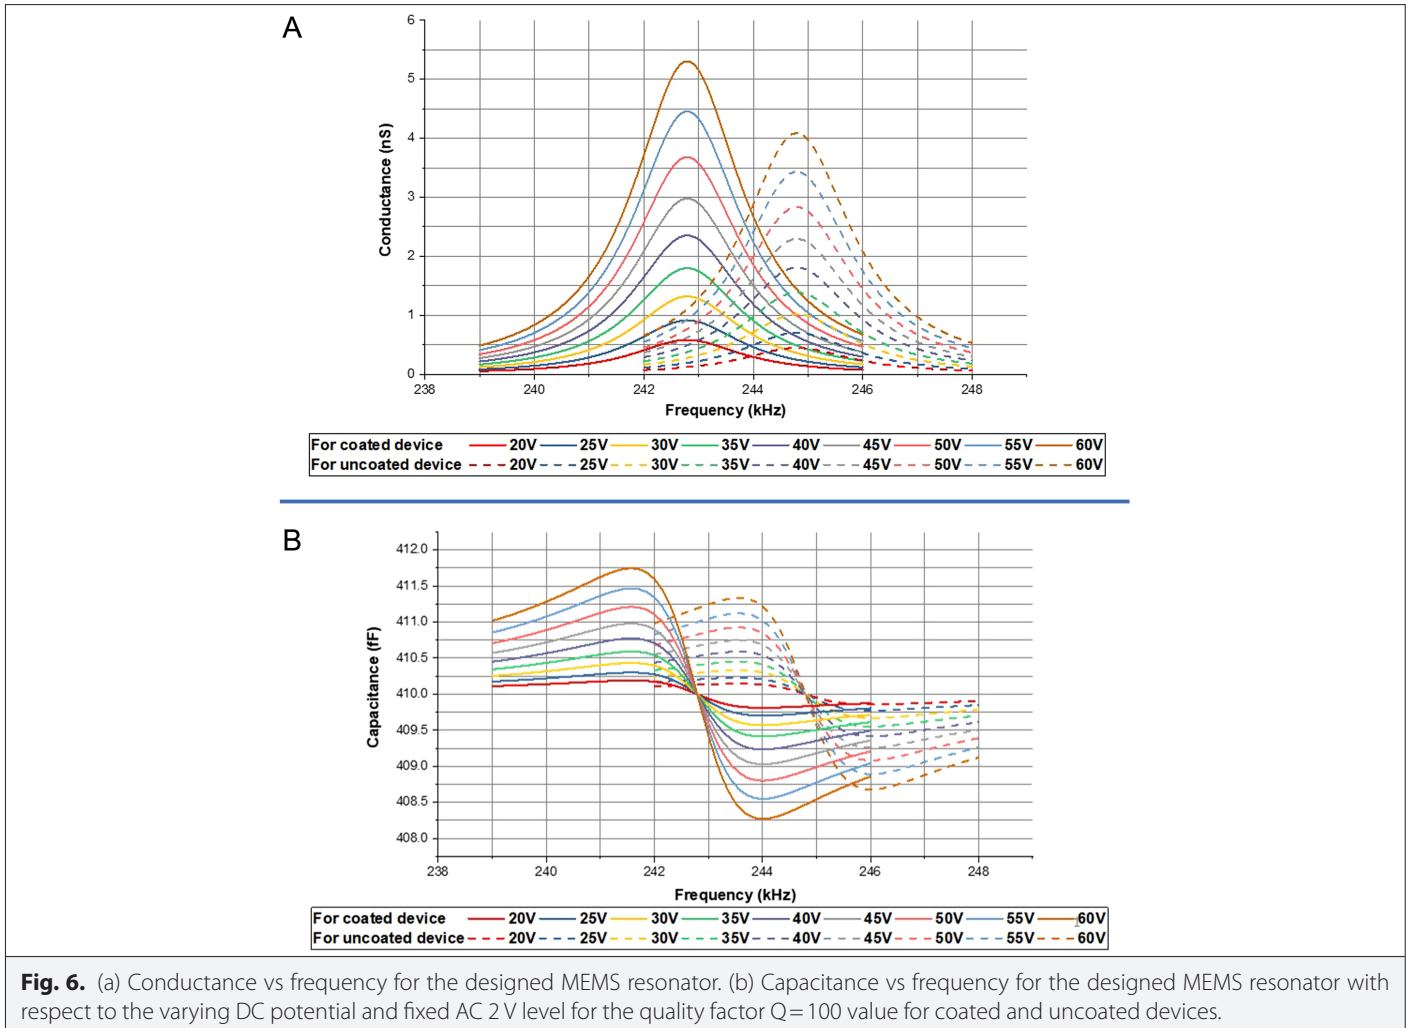 A
6
5
4
3
2
1
0
Conductance (nS)
238 240 242 244 246 248
Frequency (kHz)
For coated device 20V 25V 30V 35V 40V 45V 50V 55V 60V
For uncoated device 20V 25V 30V 35V 40V 45V 50V 55V 60V
B
412.0
411.5
411.0
410.5
410.0
409.5
409.0
408.5
408.0
Capacitance (fF)
238 240 242 244 246 248
Frequency (kHz)
For coated device 20V 25V 30V 35V 40V 45V 50V 55V 60V
For uncoated device 20V 25V 30V 35V 40V 45V 50V 55V 60V
Fig. 6. (a) Conductance vs frequency for the designed MEMS resonator. (b) Capacitance vs frequency for the designed MEMS resonator with
respect to the varying DC potential and fixed AC 2 V level for the quality factor Q = 100 value for coated and uncoated devices.